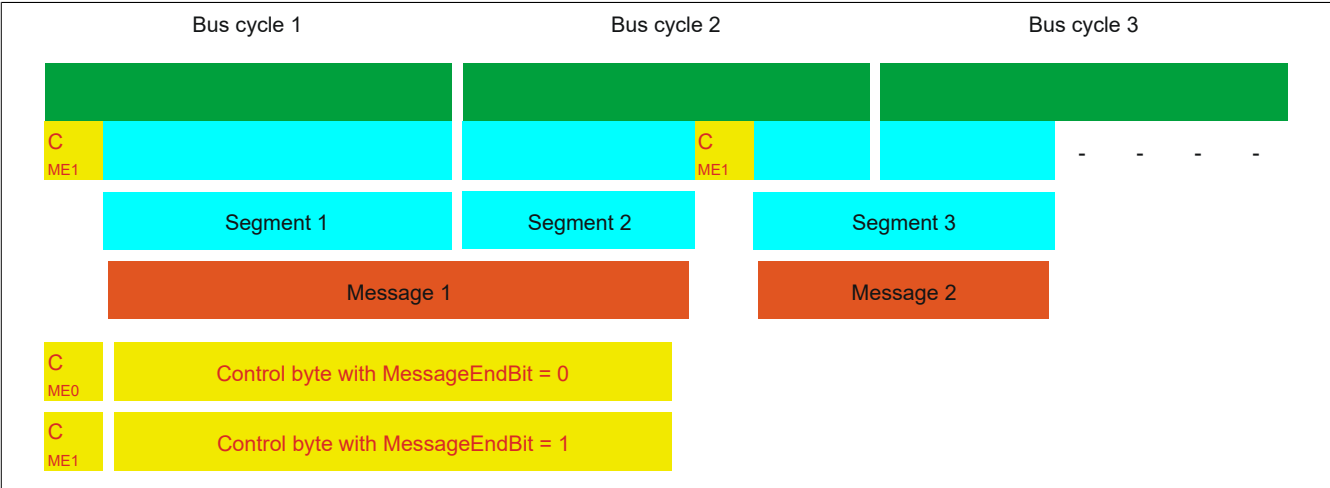 Bus cycle 1 Bus cycle 2 Bus cycle 3
C C
ME1 ME1 - - - -
Segment 1 Segment 2 Segment 3
Message 1 Message 2
C
ME0
Control byte with MessageEndBit = 0
C
ME1
Control byte with MessageEndBit = 1